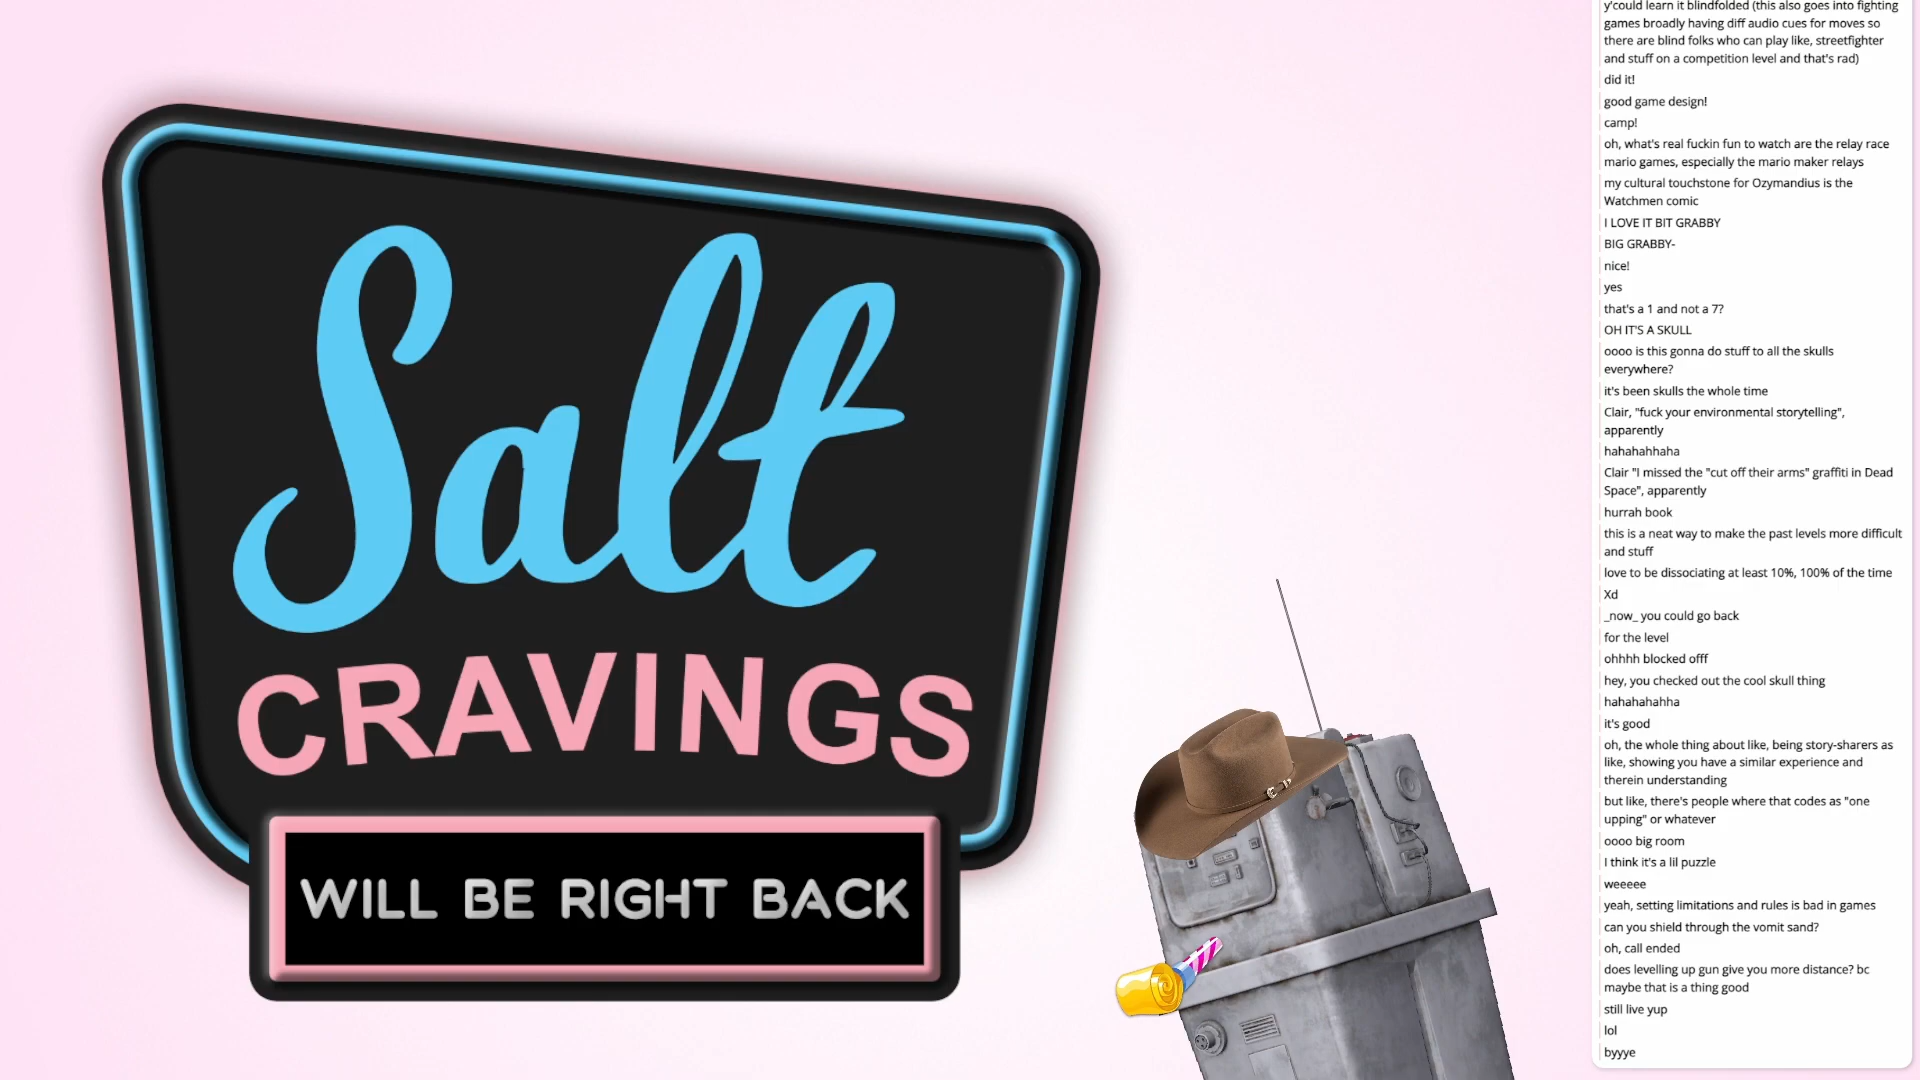 Salt
CRAVINGS
WILL BE RIGHT BACK
y'could learn it blindfolded (this also goes into fighting
games broadly having diff audio cues for moves so
there are blind folks who can play like, streetfighter
and stuff on a competition level and that's rad)
did it!
good game design!
camp!
oh, what's real fuckin fun to watch are the relay race
mario games, especially the mario maker relays
my cultural touchstone for Ozymandius is the
Watchmen comic
I LOVE IT BIT GRABBY
BIG GRABBY-
nice!
yes
that's a 1 and not a 7?
OH IT'S A SKULL
oooo is this gonna do stuff to all the skulls
everywhere?
it's been skulls the whole time
Clair, "fuck your environmental storytelling",
apparently
hahahahhaha
Clair "I missed the "cut off their arms" graffiti in Dead
Space", apparently
hurrah book
this is a neat way to make the past levels more difficult
and stuff
love to be dissociating at least 10%, 100% of the time
Xd
_now_ you could go back
for the level
ohhhh blocked offf
hey, you checked out the cool skull thing
hahahahahha
it's good
oh, the whole thing about like, being story-sharers as
like, showing you have a similar experience and
therein understanding
but like, there's people where that codes as "one
upping" or whatever
oooo big room
I think it's a lil puzzle
weeeee
yeah, setting limitations and rules is bad in games
can you shield through the vomit sand?
oh, call ended
does levelling up gun give you more distance? bc
maybe that is a thing good
still live yup
lol
byyye